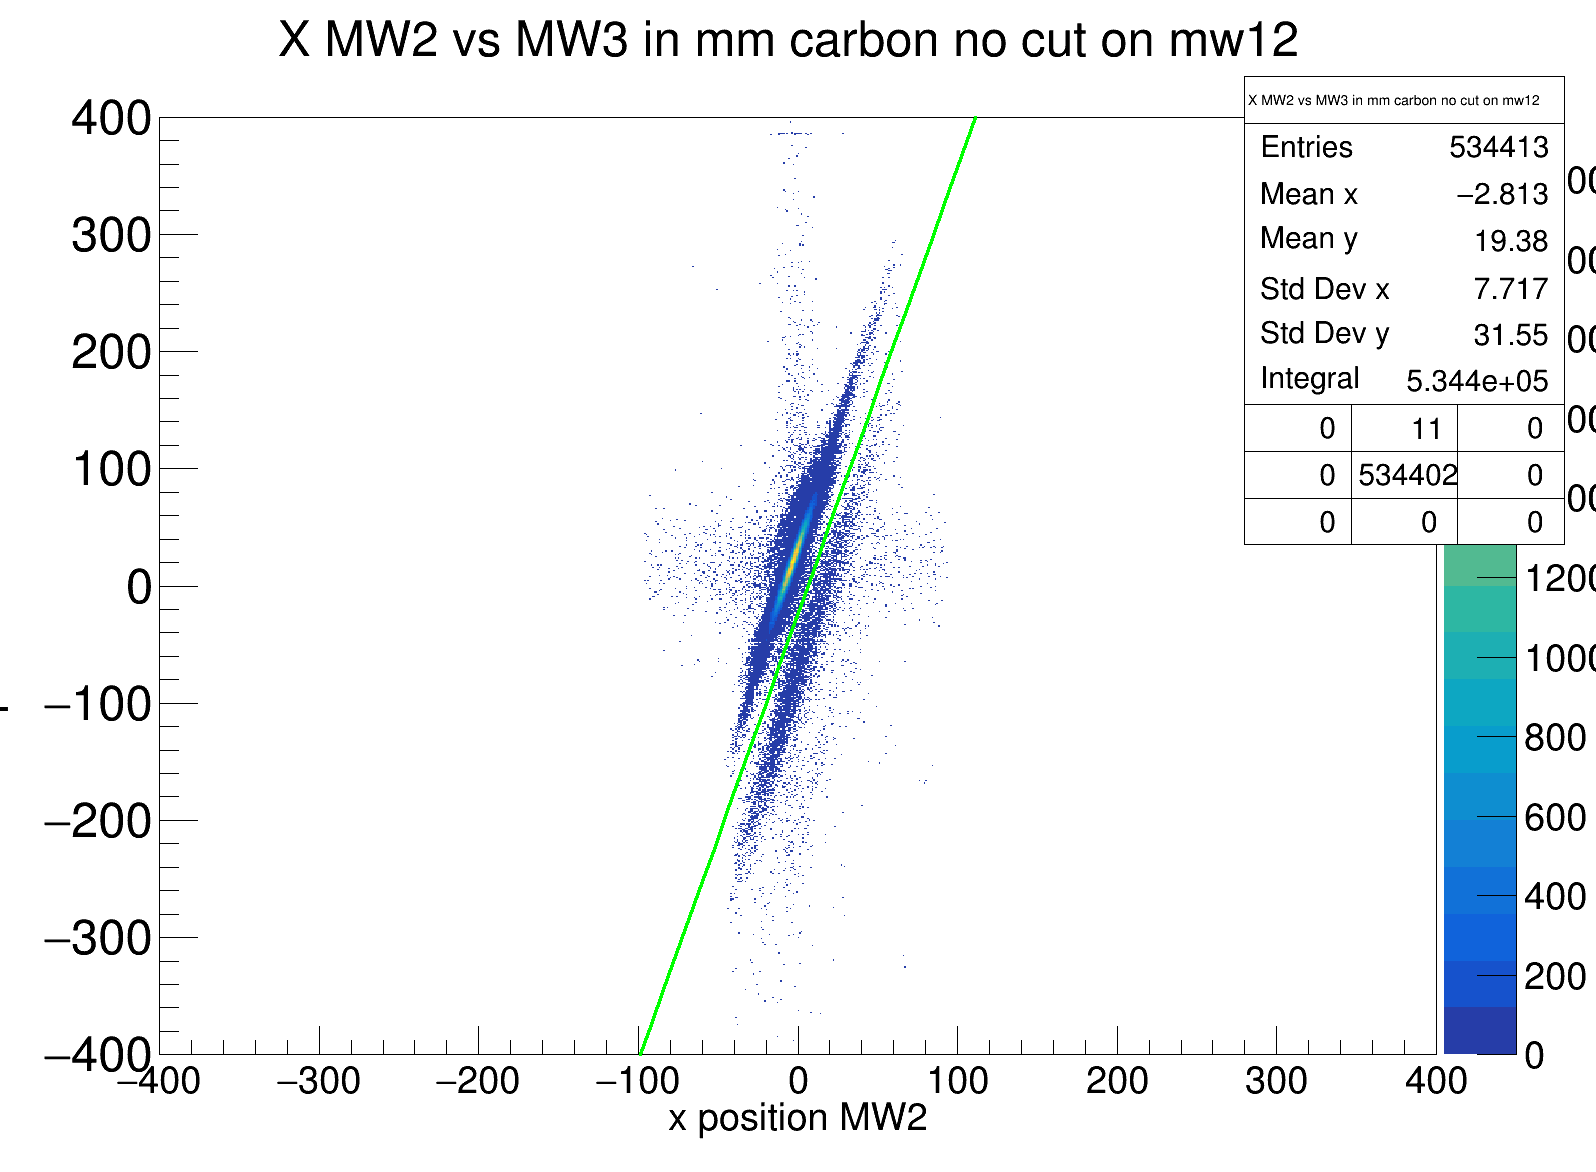 X MW2 vs MW3 in mm carbon no cut on mw12
X MW2 vs MW3 in mm carbon no cut on mw12
Entries 534413
Mean x −2.813
Mean y 19.38
Std Dev x 7.717
Std Dev y 31.55
Integral 5.344e+05
0 11 0
0 534402 0
0 0 0
400
300
200
100
0
−100
−200
−300
−400
−400 −300 −200 −100 0 100 200 300 400
x position MW2
1200
1000
800
600
400
200
0